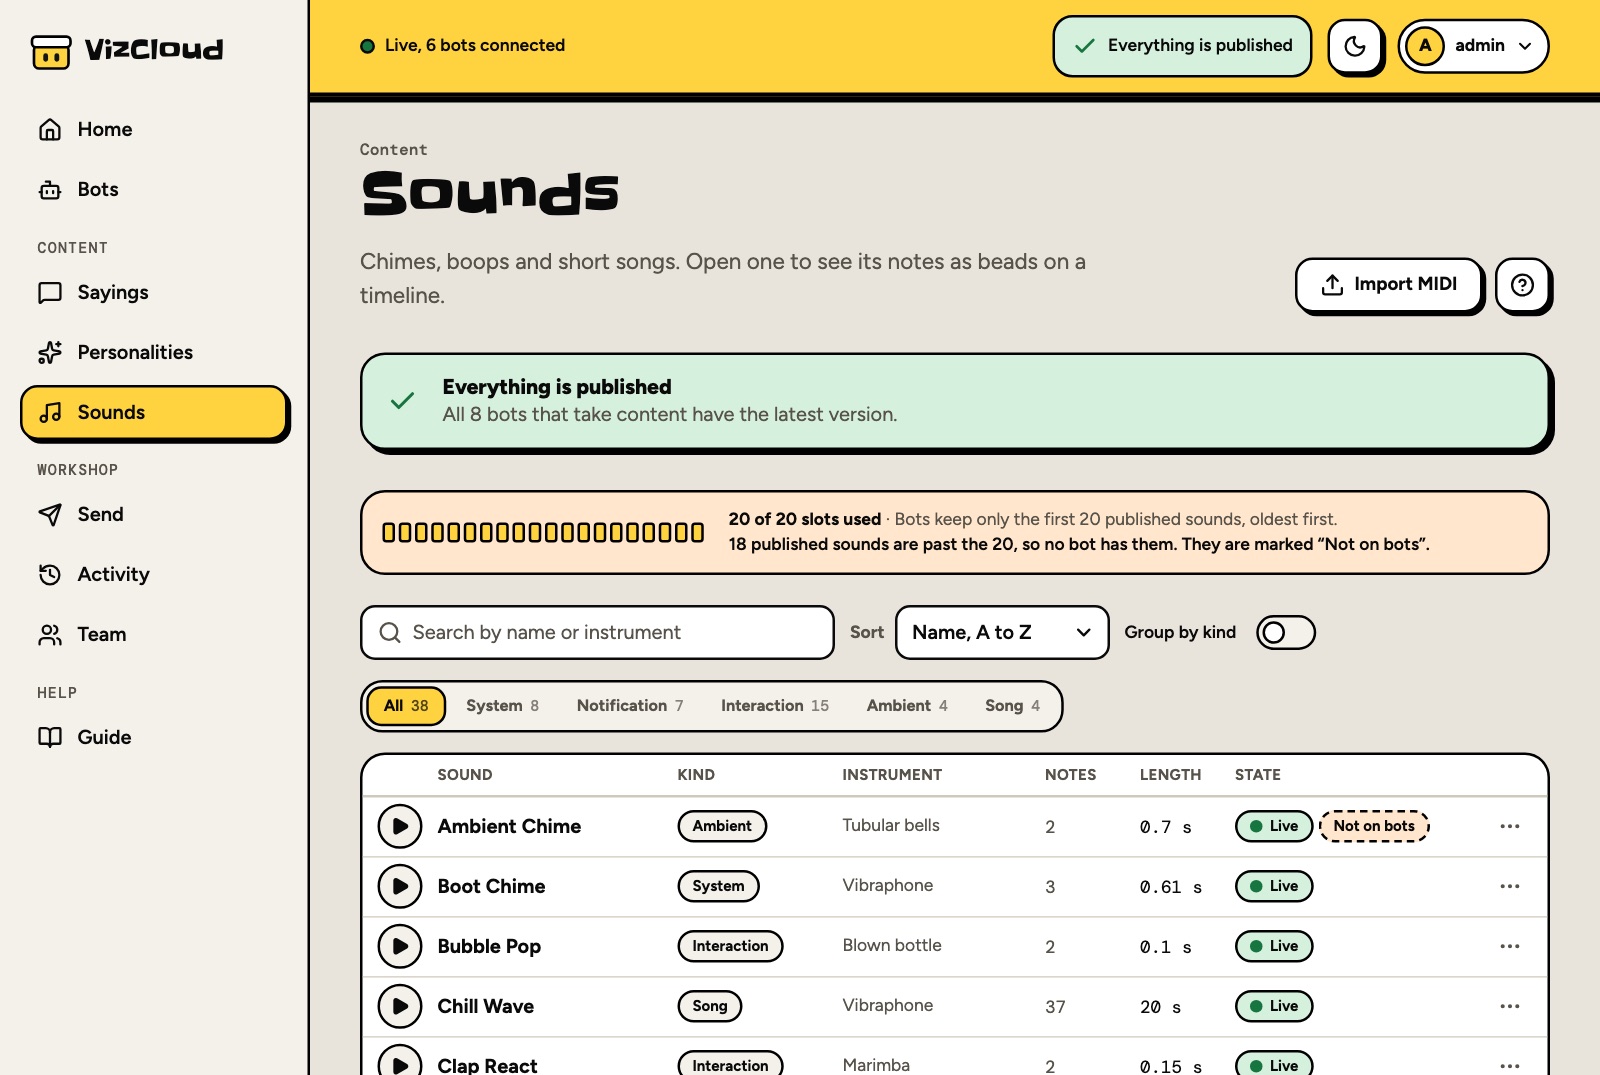 VizCloud
Home
Bots
CONTENT
Sayings
Personalities
Sounds
WORKSHOP
Send
Activity
Team
HELP
Guide
Live, 6 bots connected
Everything is published
A admin
Content
Sounds
Chimes, boops and short songs. Open one to see its notes as beads on a
timeline.
Import MIDI
Everything is published
All 8 bots that take content have the latest version.
20 of 20 slots used · Bots keep only the first 20 published sounds, oldest first.
18 published sounds are past the 20, so no bot has them. They are marked “Not on bots”.
Search by name or instrument
Sort
Name, A to Z
Group by kind
All 38 System 8 Notification 7 Interaction 15 Ambient 4 Song 4
SOUND KIND INSTRUMENT NOTES LENGTH STATE
Ambient Chime Ambient Tubular bells 2 0.7 s Live Not on bots
Boot Chime System Vibraphone 3 0.61 s Live
Bubble Pop Interaction Blown bottle 2 0.1 s Live
Chill Wave Song Vibraphone 37 20 s Live
Clap React Interaction Marimba 2 0.15 s Live